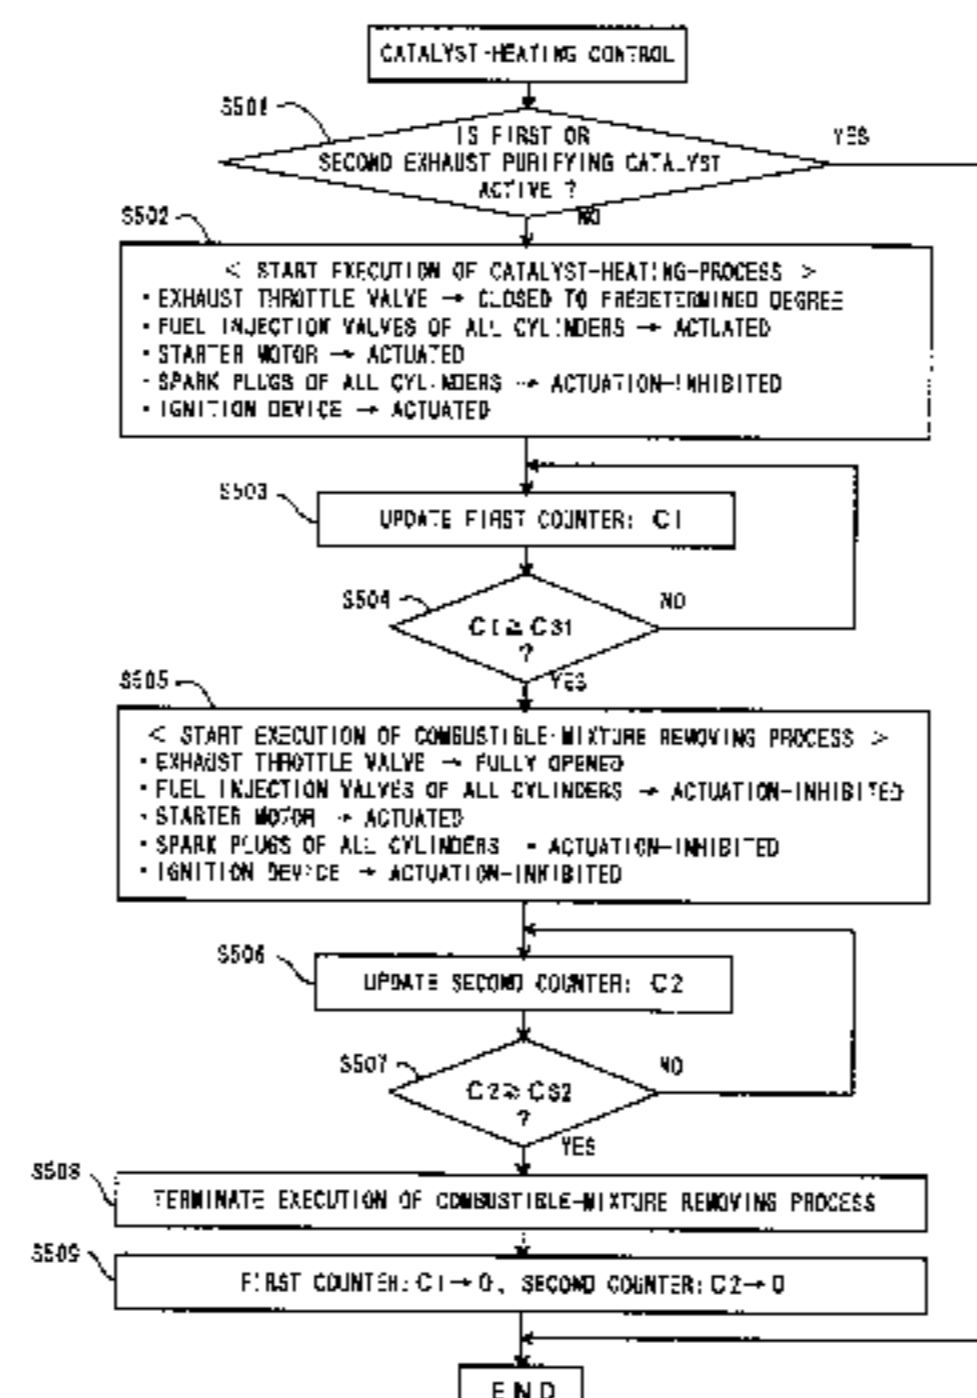 CATALYST-HEATING CONTROL
S501
IS FIRST OR
SECOND EXHAUST PURIFYING CATALYST
ACTIVE ?
YES
NO
S502
< START EXECUTION OF CATALYST-HEATING-PROCESS >
• EXHAUST THROTTLE VALVE → CLOSED TO PREDETERMINED DEGREE
• FUEL INJECTION VALVES OF ALL CYLINDERS → ACTUATED
• STARTER MOTOR → ACTUATED
• SPARK PLUGS OF ALL CYLINDERS → ACTUATION-INHIBITED
• IGNITION DEVICE → ACTUATED
S503
UPDATE FIRST COUNTER: C1
S504
C1 ≧ CS1
?
NO
YES
S505
< START EXECUTION OF COMBUSTIBLE-MIXTURE REMOVING PROCESS >
• EXHAUST THROTTLE VALVE → FULLY OPENED
• FUEL INJECTION VALVES OF ALL CYLINDERS → ACTUATION-INHIBITED
• STARTER MOTOR → ACTUATED
• SPARK PLUGS OF ALL CYLINDERS → ACTUATION-INHIBITED
• IGNITION DEVICE → ACTUATION-INHIBITED
S506
UPDATE SECOND COUNTER: C2
S507
C2 ≧ CS2
?
NO
YES
S508
TERMINATE EXECUTION OF COMBUSTIBLE-MIXTURE REMOVING PROCESS
S509
FIRST COUNTER: C1 → 0, SECOND COUNTER: C2 → 0
END